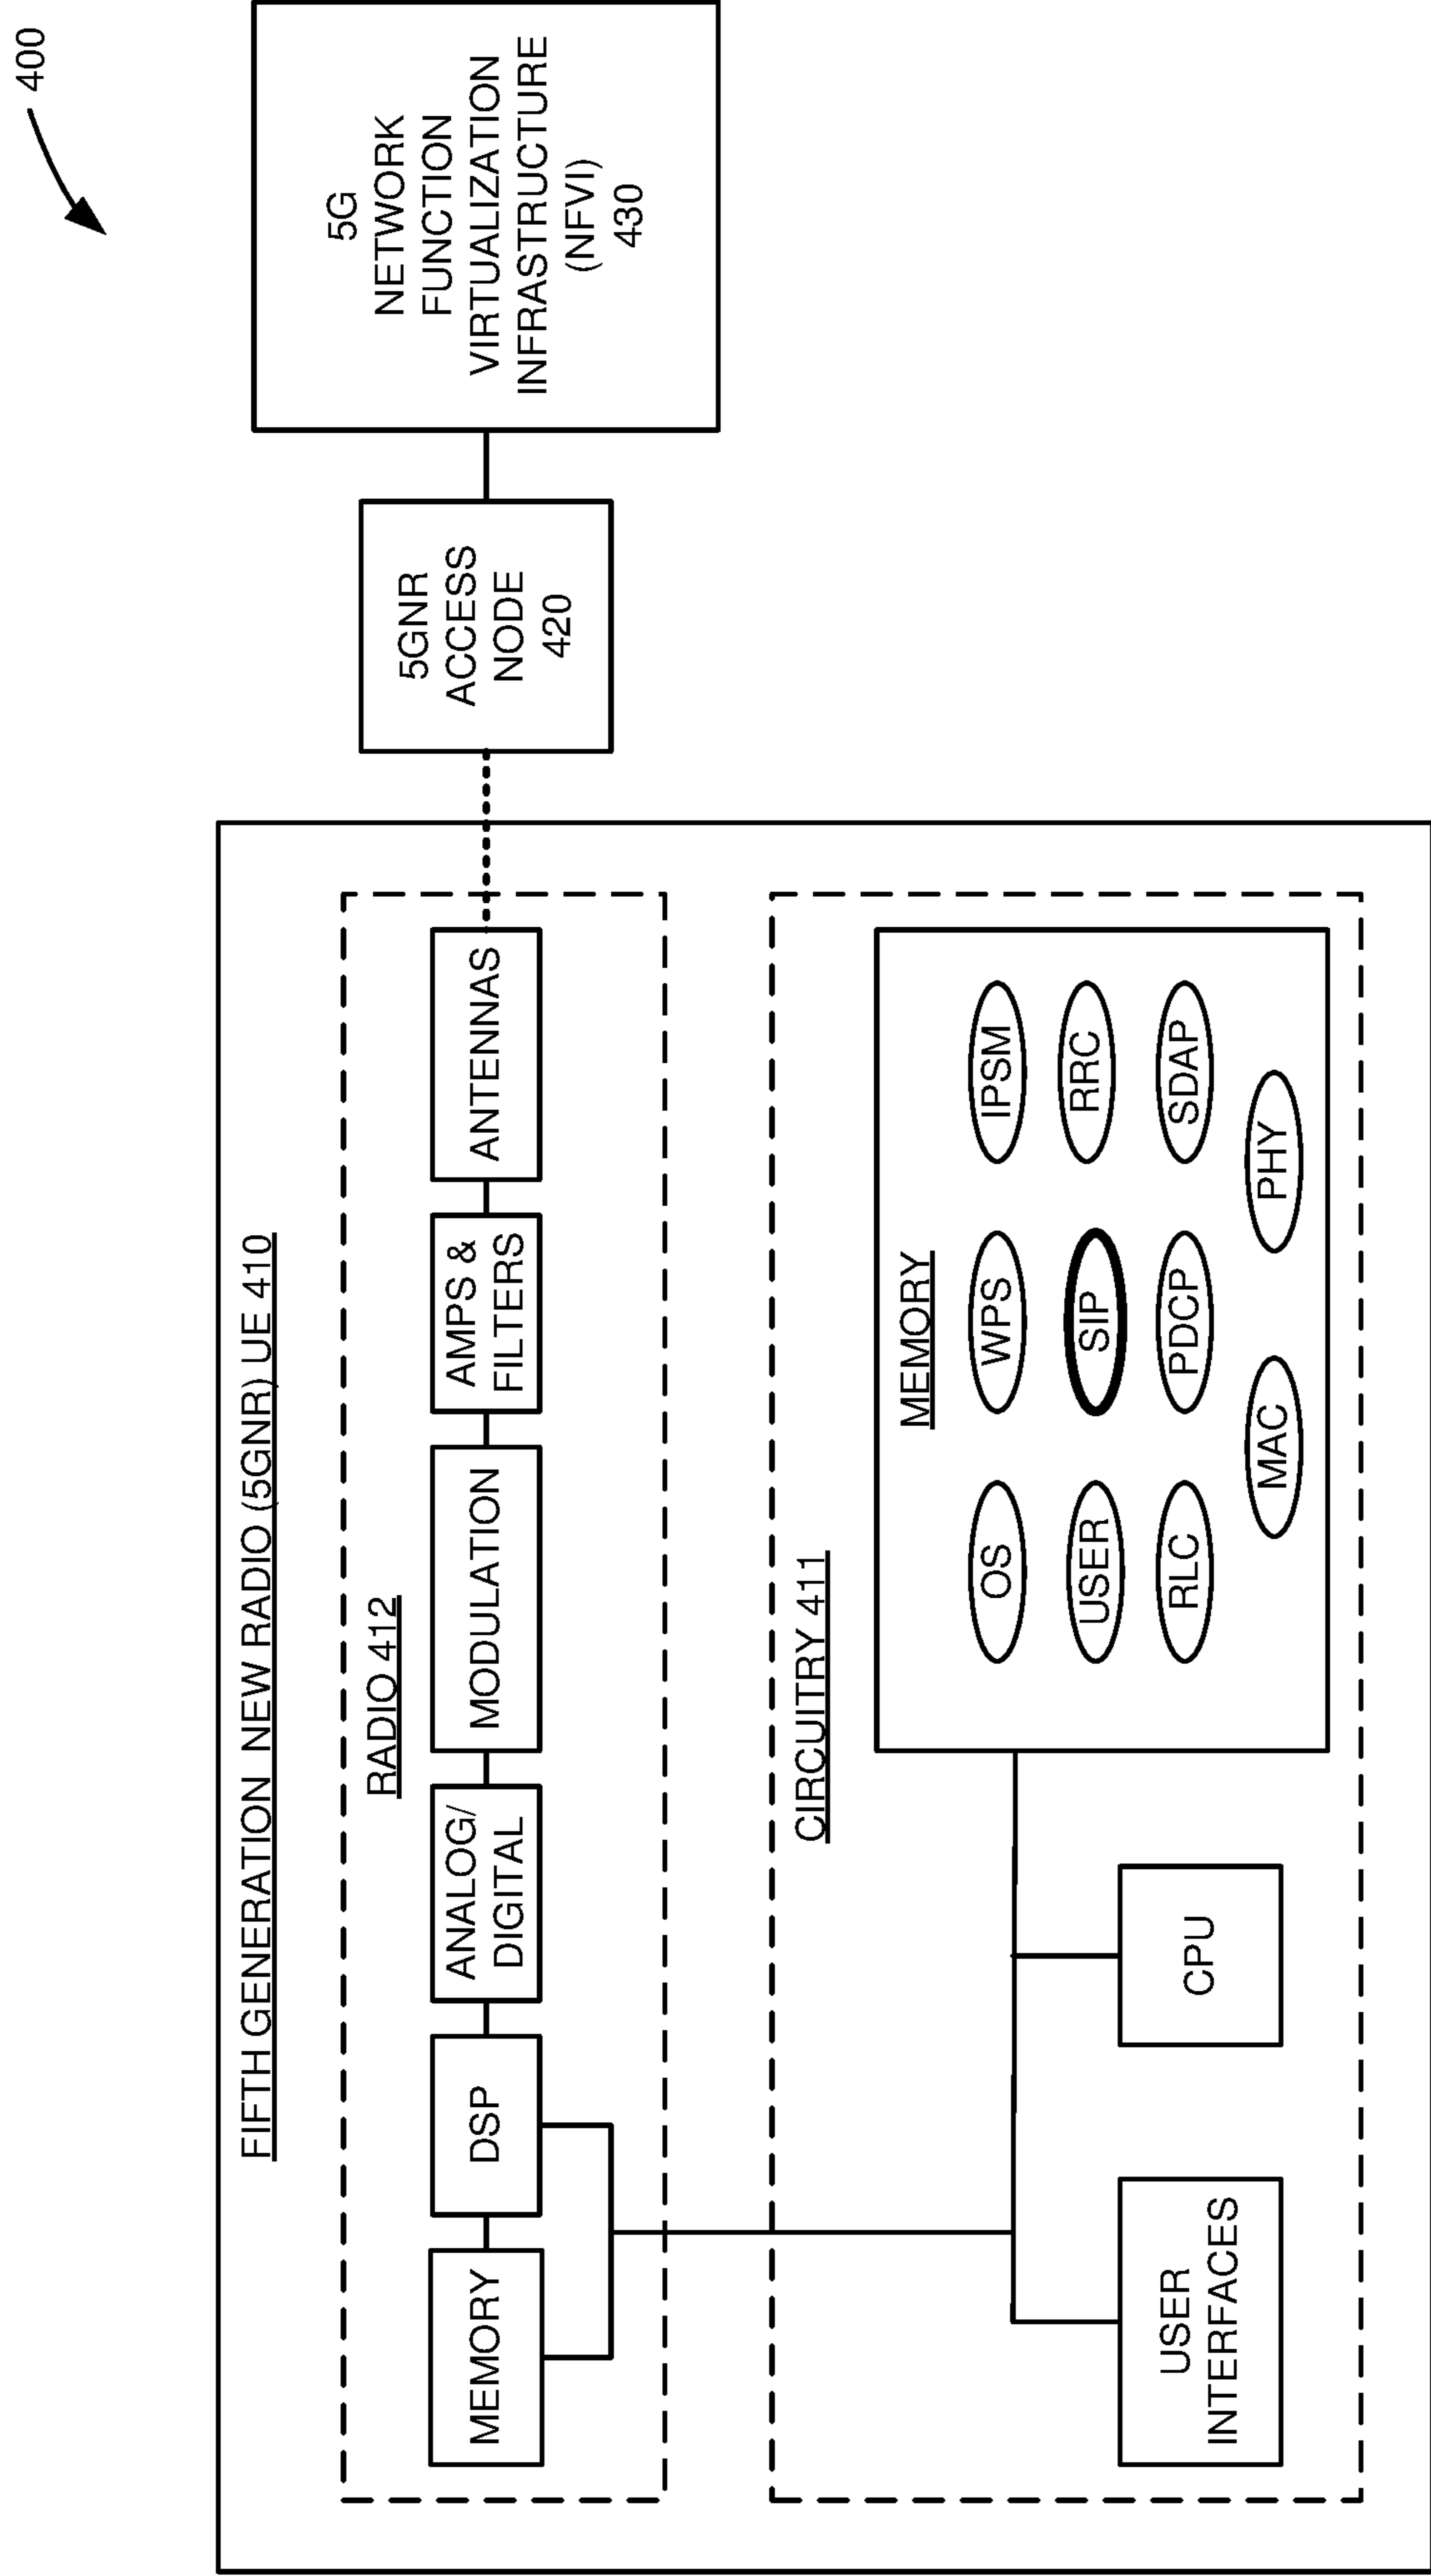 400
FIFTH GENERATION NEW RADIO (5GNR) UE 410
RADIO 412
MEMORY
DSP
ANALOG/
DIGITAL
MODULATION
AMPS &
FILTERS
ANTENNAS
5GNR
ACCESS
NODE
420
5G
NETWORK
FUNCTION
VIRTUALIZATION
INFRASTRUCTURE
(NFVI)
430
CIRCUITRY 411
USER
INTERFACES
CPU
MEMORY
OS
WPS
IPSM
USER
SIP
RRC
RLC
PDCP
SDAP
MAC
PHY